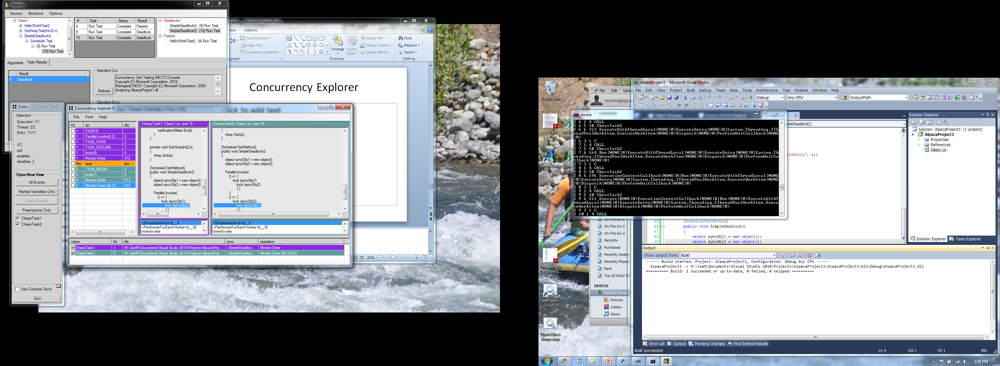 Alpaca
Session Backend Options
Class1
HelloWorldTest()
SortArrayTest(Int32 n)
SimpleDeadlock()
Schedule Test
(9) Run Test
(10) Run Test
# Task Status Result
4 Run Test Complete Passed
9 Run Test Complete Deadlock
10 Run Test Complete Deadlock
Deadlocks
SimpleDeadlock() : (9) Run Test
SimpleDeadlock() : (10) Run Test
Passed
HelloWorldTest() : (4) Run Test
Arguments Task Results
Result
E Deadlock
Standard Out
Concurrency Unit Testing (MCUT) Console.
Copyright (C) Microsoft Corporation, 2010.
ManagedCHESS. Copyright (C) Microsoft Corporation, 2008.
Analyzing AlpacaProject1.dll ...
Refresh
Standard Error
n.pptx - Microsoft PowerPoint
iew Add-Ins
Text Direction
Align Text
Convert to SmartArt
agraph
Arrange
Quick Styles
Shape Fill
Shape Outline
Shape Effects
Drawing
Find
Replace
Select
Editing
Concurrency Explorer
ick to add text
67%
Com...
Selection
Execution: 1/1
Thread: 2/2
Entry: 11/11
VC:
sid:
enables:
disables: 2
Open New View
All Events
Marked Variables Only
Race Display
Preemptions Only
ChessTask1
ChessTask2
Use Colorbox Style
Quit
Concurrency Explorer II
File Font Help
tid op obj
1 CHOICE
1 Parallel.Invoke(0,2), ... 0
1 TASK_FORK 2
1 TASK_RESUME 2
1 body(0) 0
1 Monitor.Enter 512
Pre emp tion
2 TASK_BEGIN 2
2 body(1) 0
2 Monitor.Enter 513
2 Monitor.Enter (BLOC... 512
ChessTask1: Class1.cs, line 74
verificationMeter.End();
}
}
private void SortArray(int[] a)
{
Array.Sort(a);
}
[ScheduleTestMethod]
public void SimpleDeadlock()
{
object syncObj1 = new object()
object syncObj2 = new object()
Parallel.Invoke(
() => {
lock (syncObj1)
lock (syncObj2)
{ }
<SimpleDeadlock>b__4
<PartitionerForEachWorker>b__30
InnerInvoke
ChessTask2: Class1.cs, line 79
{
Array.Sort(a);
}
[ScheduleTestMethod]
public void SimpleDeadlock()
{
object syncObj1 = new object();
object syncObj2 = new object();
Parallel.Invoke(
() => {
lock (syncObj1)
lock (syncObj2)
{ }
},
() => {
lock (syncObj2)
lock (syncObj1)
{ }
<SimpleDeadlock>b__5
<PartitionerForEachWorker>b__30
InnerInvoke
name tid file proc operation
ChessTask1 1 M:\JoeM\Documents\Visual Studio 2010\Projects\AlpacaProj... <SimpleDeadloc... Monitor.Enter
ChessTask2 2 M:\JoeM\Documents\Visual Studio 2010\Projects\AlpacaProj... <SimpleDeadloc... Monitor.Enter (BLOCKS)
Recycle Bin
ss-5.pdf
doubleTwist
Threading in C# - Part 5...
OpenDevEn... - Shortcut
Open Chess Source.bat
File Edit Libra
mormayojoe
On-The-Go 2
On-The-Go 3
On-The-Go 4
PartyMix
Purchased
Recently Adde
Recently Playe
Rent
Top 25 Most P
DEVICES
Generic Device
Pictures
Videos
Music
AlpacaProject1 - Microsoft Visual Studio
File Edit View Project Build Debug Team Data Tools Architecture Test Analyze Window Help
Debug Any CPU OutputPath
alpaca
2 6 1 4 CALL
2 6 5 10 ChessTask2
2 6 6 153 ExecuteWithThreadLocal|NONE|0|ExecuteEntry|NONE|0|System.Threading.ITh
readPoolWorkItem.ExecuteWorkItem|NONE|0|Dispatch|NONE|0|PerformWaitCallback|NONE
|0|
2 6 3 1 C
2 7 1 4 CALL
2 7 5 10 ChessTask2
2 7 6 164 Run|NONE|0|ExecuteWithThreadLocal|NONE|0|ExecuteEntry|NONE|0|System.Th
reading.IThreadPoolWorkItem.ExecuteWorkItem|NONE|0|Dispatch|NONE|0|PerformWaitCa
llback|NONE|0|
2 7 3 1 C
2 8 1 4 CALL
2 8 5 10 ChessTask2
2 8 6 196 ExecutionContextCallback|NONE|0|Run|NONE|0|ExecuteWithThreadLocal|NONE
|0|ExecuteEntry|NONE|0|System.Threading.IThreadPoolWorkItem.ExecuteWorkItem|NONE
|0|Dispatch|NONE|0|PerformWaitCallback|NONE|0|
2 8 3 1 C
2 9 1 4 CALL
2 9 5 10 ChessTask2
2 9 6 211 Execute|NONE|0|ExecutionContextCallback|NONE|0|Run|NONE|0|ExecuteWithT
hreadLocal|NONE|0|ExecuteEntry|NONE|0|System.Threading.IThreadPoolWorkItem.Execu
teWorkItem|NONE|0|Dispatch|NONE|0|PerformWaitCallback|NONE|0|
2 9 3 1 C
2 10 1 4 CALL
pleDeadlock()
orrectly", i);
65 [ScheduleTestMethod]
66 public void SimpleDeadlock()
67 {
68 object syncObj1 = new object();
69 object syncObj2 = new object();
Solution Explorer
Solution 'AlpacaProject1' (1 project)
AlpacaProject1
Properties
References
Class1.cs
Solution Explorer Team Explorer
Output
Show output from: Build
------ Build started: Project: AlpacaProject1, Configuration: Debug Any CPU ------
AlpacaProject1 -> M:\JoeM\Documents\Visual Studio 2010\Projects\AlpacaProject1\AlpacaProject1\bin\Debug\AlpacaProject1.dll
========== Build: 1 succeeded or up-to-date, 0 failed, 0 skipped ==========
Error List Output Pending Changes Find Symbol Results
Build succeeded Ln 4 Col 1 Ch 1 INS
3:38 PM